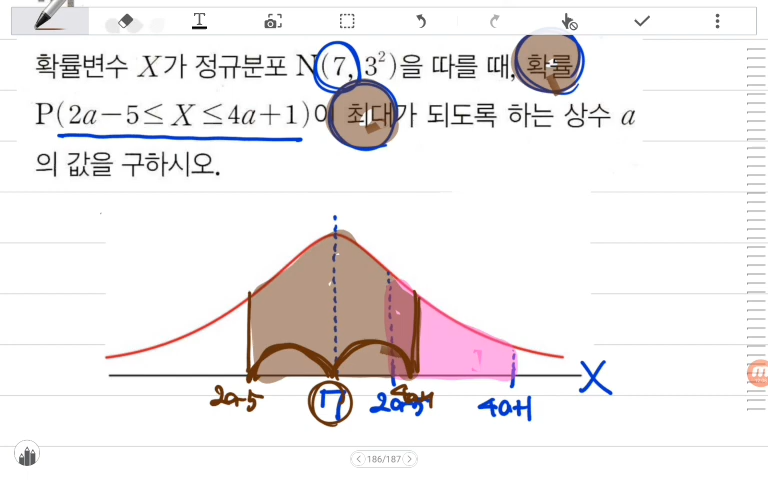 T
확률변수 X가 정규분포 N(7, 3²)을 따를 때, 확률
P(2a−5≤X≤4a+1)이 최대가 되도록 하는 상수 a
의 값을 구하시오.
X
2a-5 7 4a+1
186/187